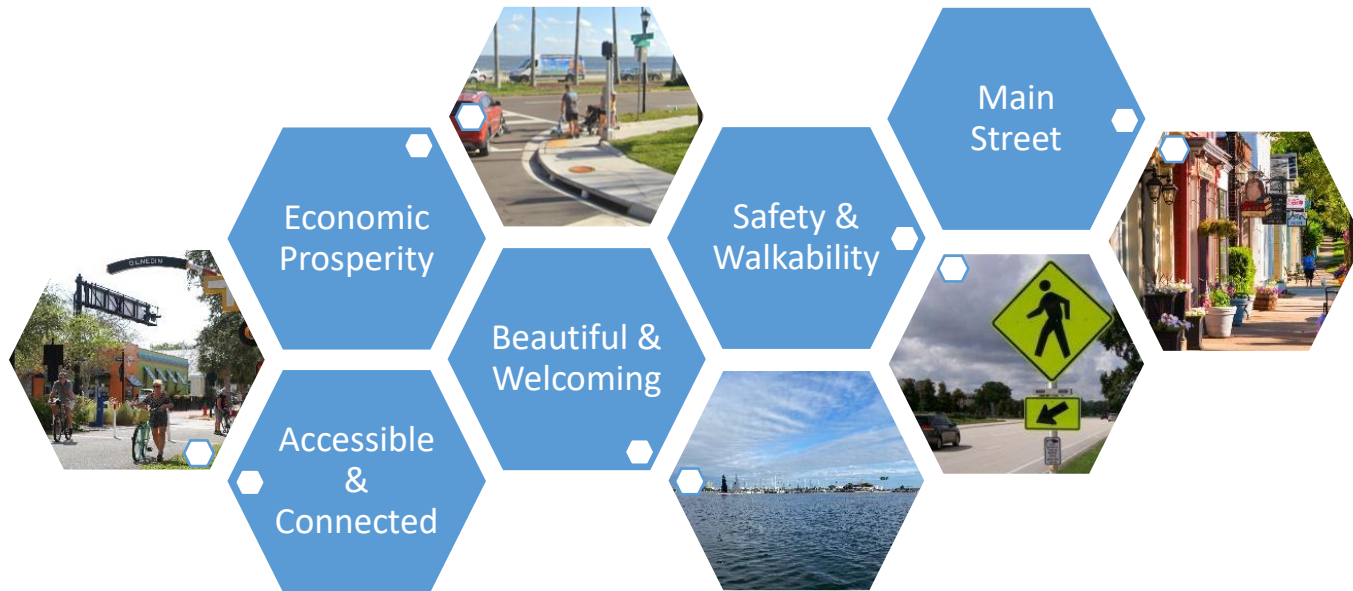 Main
Street
Economic
Prosperity
Safety &
Walkability
Beautiful &
Welcoming
DUNEDIN
Accessible
&
Connected